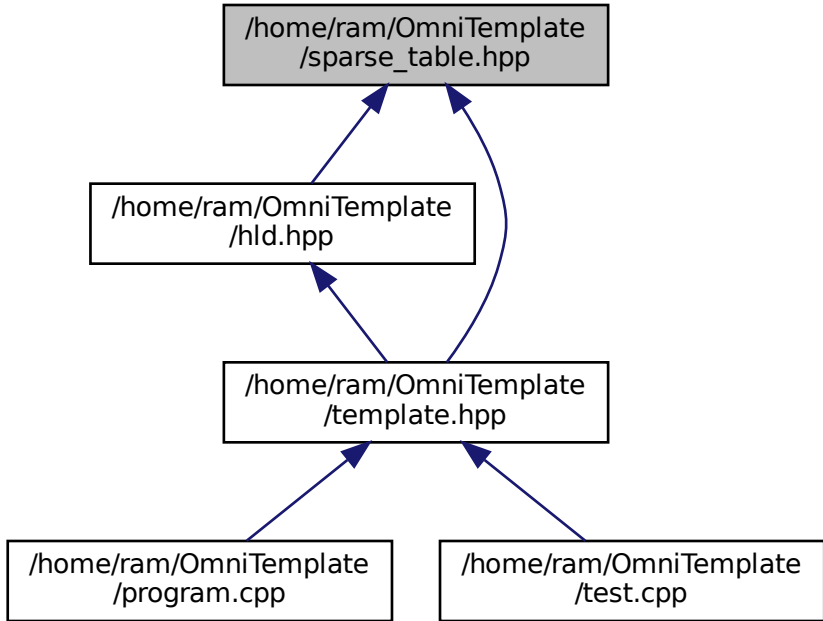 /home/ram/OmniTemplate
/sparse_table.hpp
/home/ram/OmniTemplate
/hld.hpp
/home/ram/OmniTemplate
/template.hpp
/home/ram/OmniTemplate
/program.cpp
/home/ram/OmniTemplate
/test.cpp